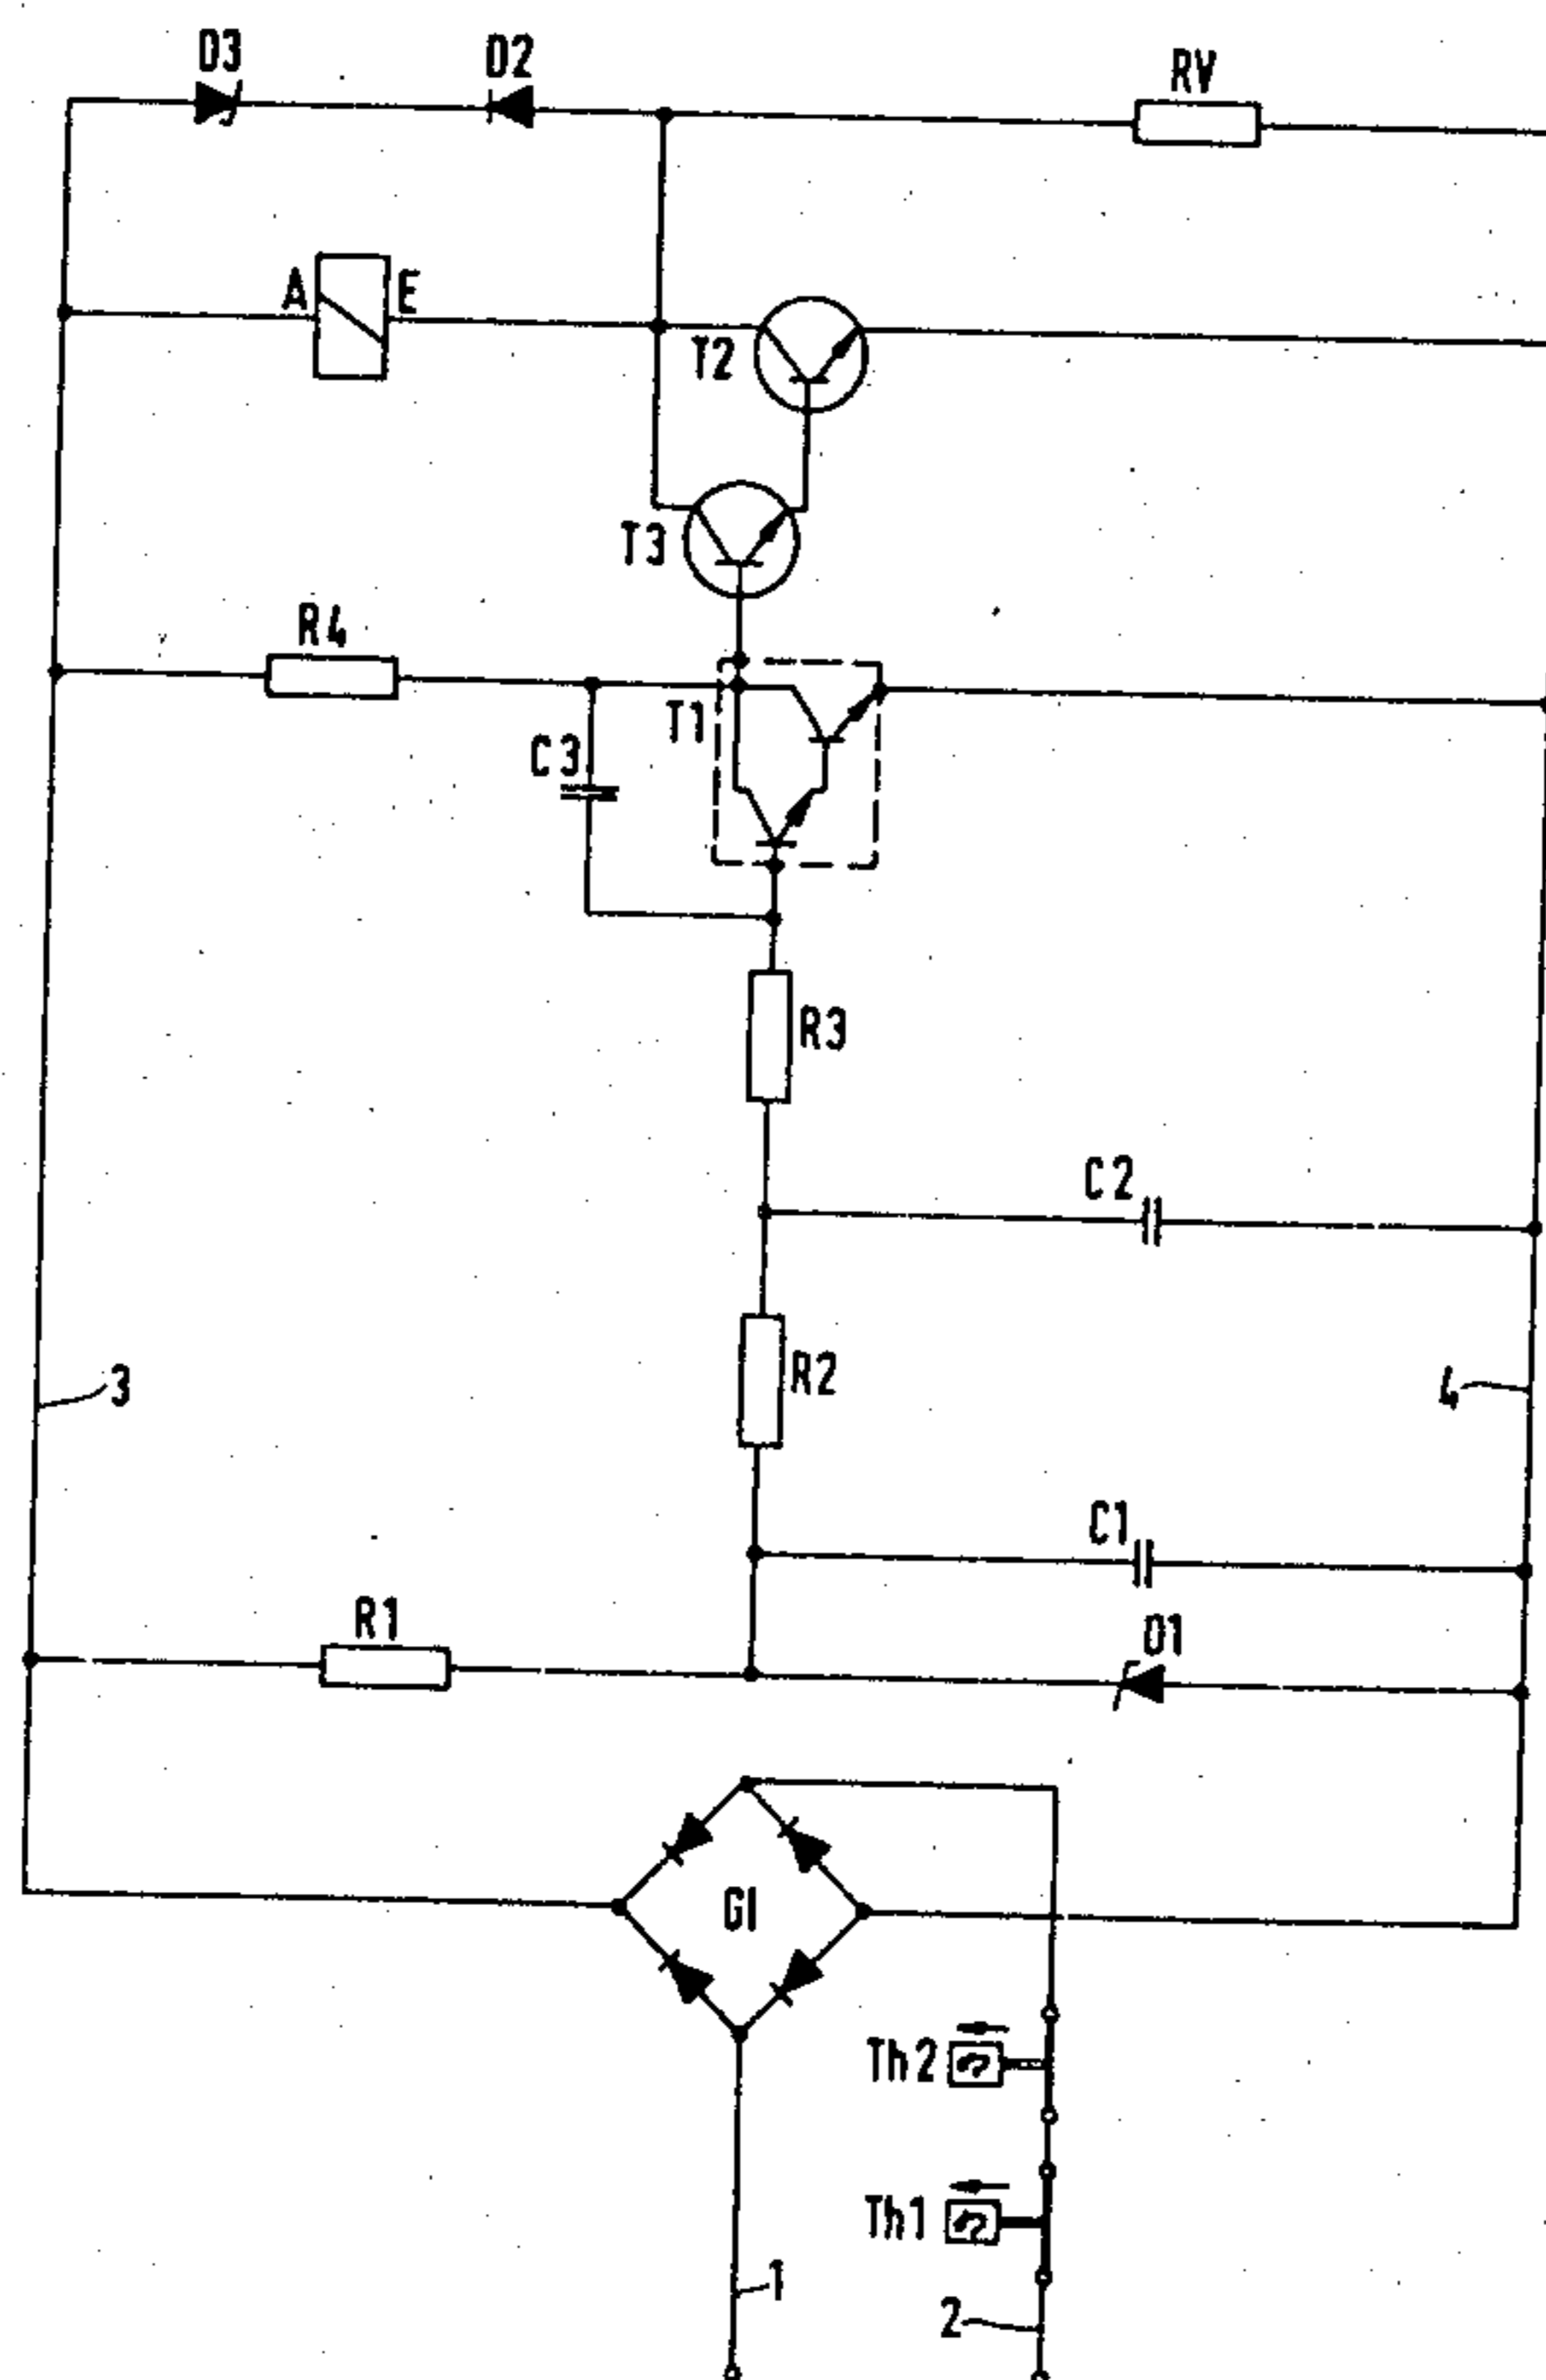 D3 D2 RV
A E
T2
T3
R4
T1
C3
R3
C2
R2
3 4
C1
R1 D1
Gl
Th2
Th1
1
2